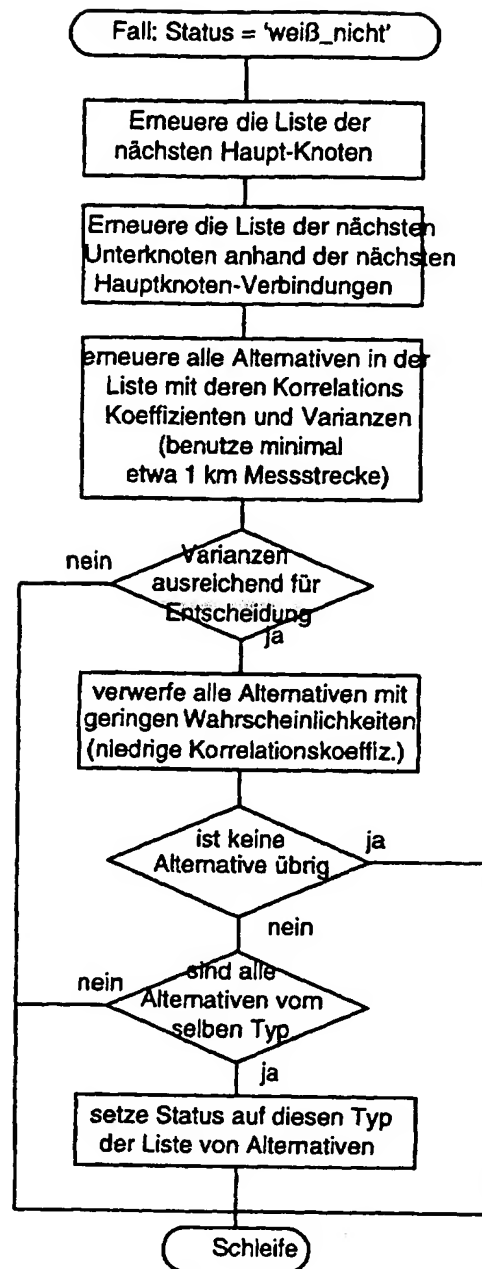 Fall: Status = 'weiß_nicht'
Erneuere die Liste der
nächsten Haupt-Knoten
Erneuere die Liste der nächsten
Unterknoten anhand der nächsten
Hauptknoten-Verbindungen
erneuere alle Alternativen in der
Liste mit deren Korrelations
Koeffizienten und Varianzen
(benutze minimal
etwa 1 km Messstrecke)
nein
Varianzen
ausreichend für
Entscheidung
ja
verwerfe alle Alternativen mit
geringen Wahrscheinlichkeiten
(niedrige Korrelationskoeffiz.)
ist keine
Alternative übrig
ja
nein
nein
sind alle
Alternativen vom
selben Typ
ja
setze Status auf diesen Typ
der Liste von Alternativen
Schleife